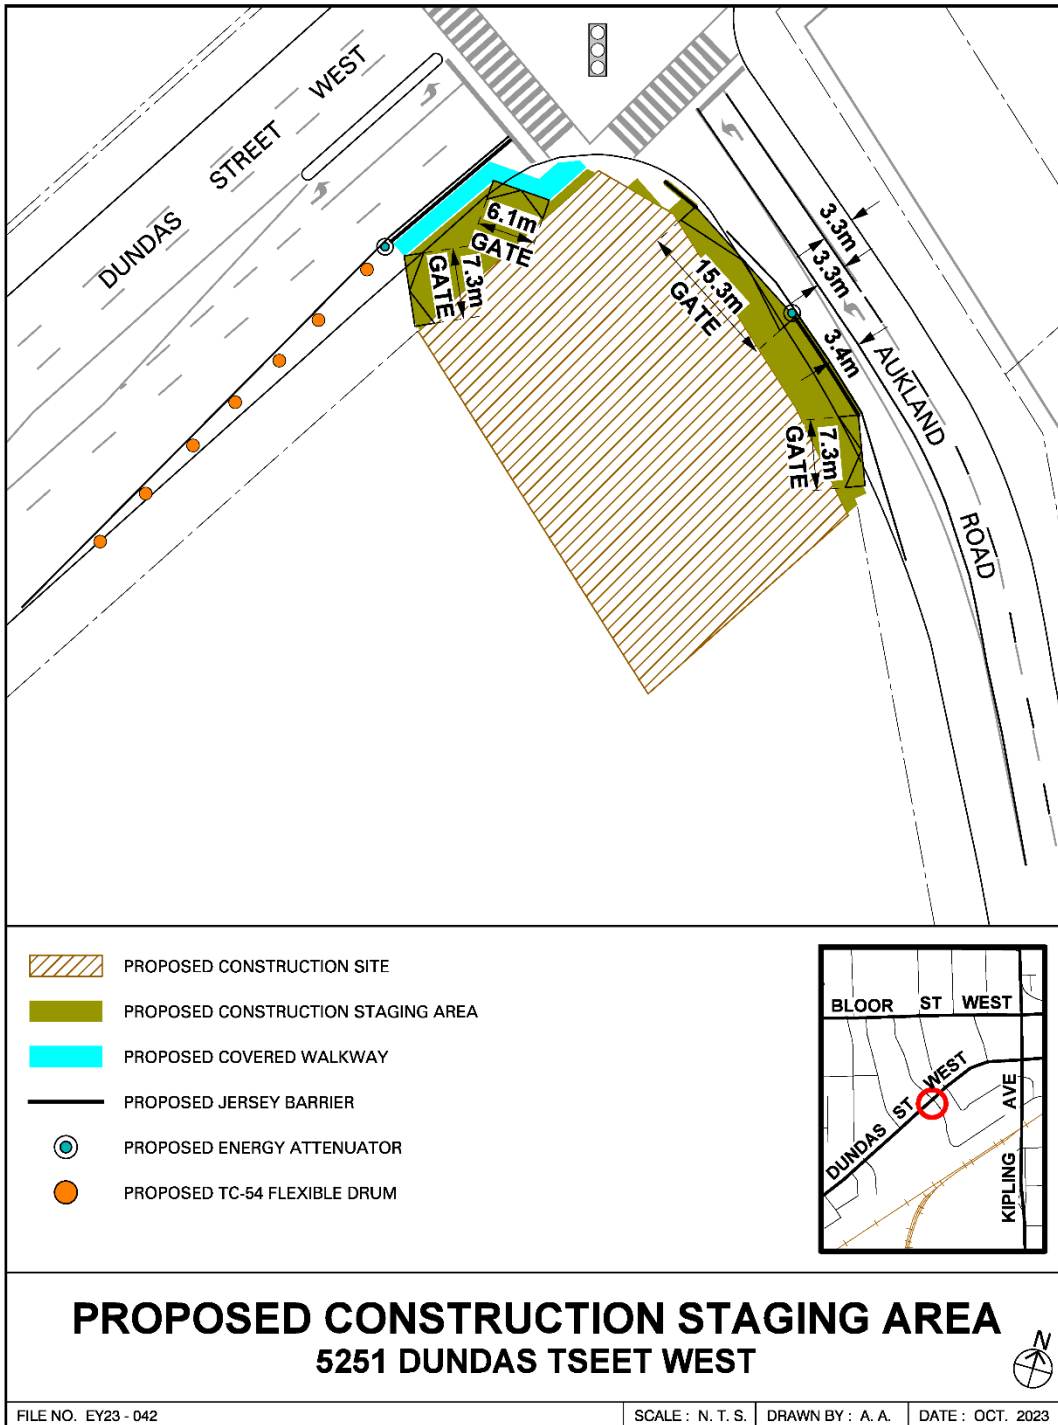 DUNDAS STREET WEST
6.1m
GATE
7.3m
GATE
15.3m
GATE
3.3m
3.3m
3.4m
7.3m
GATE
AUKLAND ROAD
PROPOSED CONSTRUCTION SITE
PROPOSED CONSTRUCTION STAGING AREA
PROPOSED COVERED WALKWAY
PROPOSED JERSEY BARRIER
PROPOSED ENERGY ATTENUATOR
PROPOSED TC-54 FLEXIBLE DRUM
BLOOR ST WEST
DUNDAS ST WEST
KIPLING AVE
PROPOSED CONSTRUCTION STAGING AREA
5251 DUNDAS TSEET WEST
N
FILE NO. EY23 - 042
SCALE : N. T. S.
DRAWN BY : A. A.
DATE : OCT. 2023